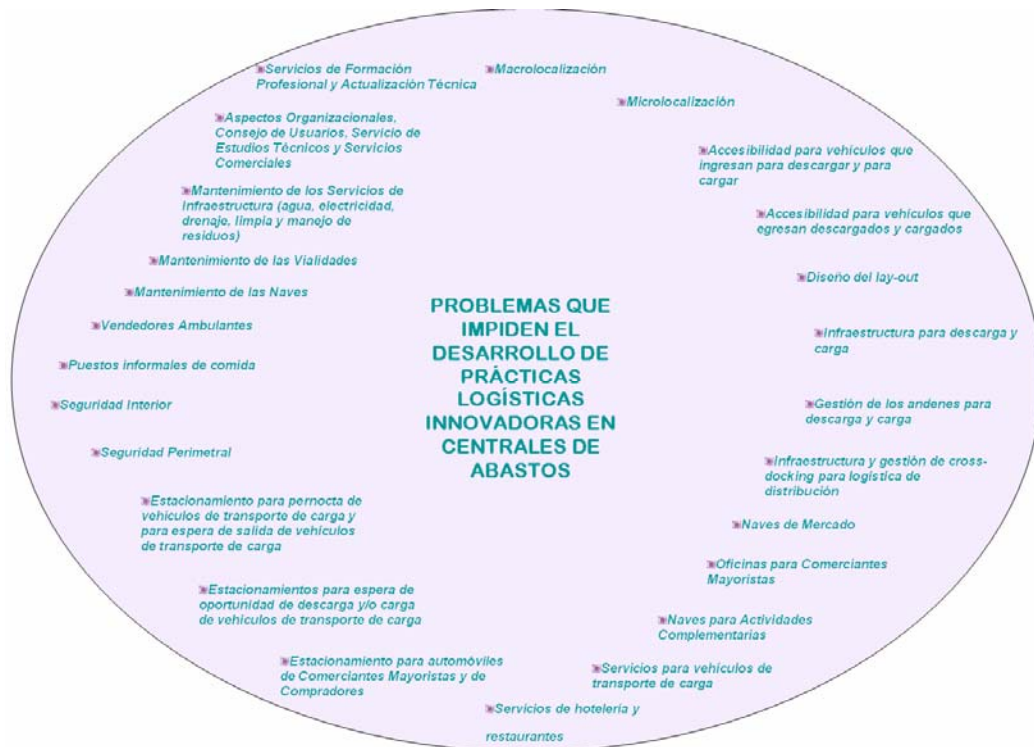 Servicios de Formación
Profesional y Actualización Técnica
Macrolocalización
Microlocalización
Aspectos Organizacionales,
Consejo de Usuarios, Servicio de
Estudios Técnicos y Servicios
Comerciales
Accesibilidad para vehículos que
ingresan para descargar y para
cargar
Mantenimiento de los Servicios de
Infraestructura (agua, electricidad,
drenaje, limpia y manejo de
residuos)
Accesibilidad para vehículos que
egresan descargados y cargados
Mantenimiento de las Vialidades
Diseño del lay-out
Mantenimiento de las Naves
PROBLEMAS QUE
IMPIDEN EL
DESARROLLO DE
PRÁCTICAS
LOGÍSTICAS
INNOVADORAS EN
CENTRALES DE
ABASTOS
Vendedores Ambulantes
Infraestructura para descarga y
carga
Puestos informales de comida
Seguridad Interior
Gestión de los andenes para
descarga y carga
Seguridad Perimetral
Infraestructura y gestión de cross-
docking para logística de
distribución
Estacionamiento para pernocta de
vehículos de transporte de carga y
para espera de salida de vehículos
de transporte de carga
Naves de Mercado
Oficinas para Comerciantes
Mayoristas
Estacionamientos para espera de
oportunidad de descarga y/o carga
de vehículos de transporte de carga
Naves para Actividades
Complementarias
Estacionamiento para automóviles
de Comerciantes Mayoristas y de
Compradores
Servicios para vehículos de
transporte de carga
Servicios de hotelería y
restaurantes